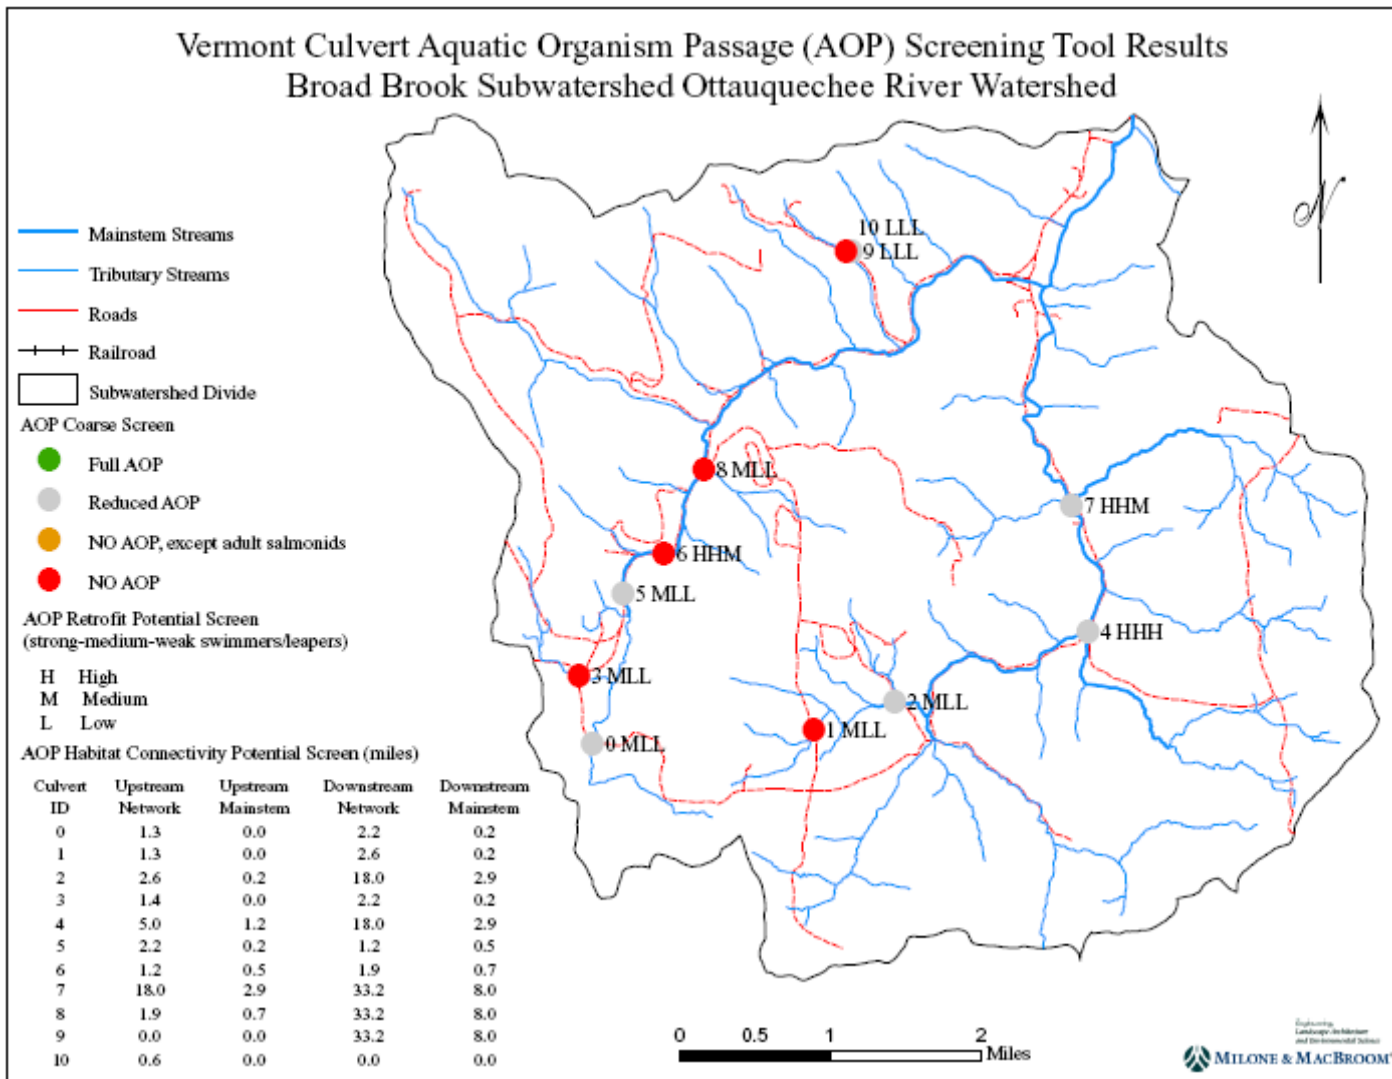 Vermont Culvert Aquatic Organism Passage (AOP) Screening Tool Results
Broad Brook Subwatershed Ottauquechee River Watershed
N
Mainstem Streams
Tributary Streams
Roads
Railroad
Subwatershed Divide
AOP Coarse Screen
Full AOP
Reduced AOP
NO AOP, except adult salmonids
NO AOP
AOP Retrofit Potential Screen
(strong-medium-weak swimmers/leapers)
H High
M Medium
L Low
AOP Habitat Connectivity Potential Screen (miles)
Culvert Upstream Upstream Downstream Downstream
ID Network Mainstem Network Mainstem
0 1.3 0.0 2.2 0.2
1 1.3 0.0 2.6 0.2
2 2.6 0.2 18.0 2.9
3 1.4 0.0 2.2 0.2
4 5.0 1.2 18.0 2.9
5 2.2 0.2 1.2 0.5
6 1.2 0.5 1.9 0.7
7 18.0 2.9 33.2 8.0
8 1.9 0.7 33.2 8.0
9 0.0 0.0 33.2 8.0
10 0.6 0.0 0.0 0.0
10 LLL
9 LLL
8 MLL
7 HHM
6 HHM
5 MLL
4 HHH
3 MLL
2 MLL
1 MLL
0 MLL
0 0.5 1 2
Miles
Engineering,
Landscape Architecture
and Environmental Science
MILONE & MACBROOM